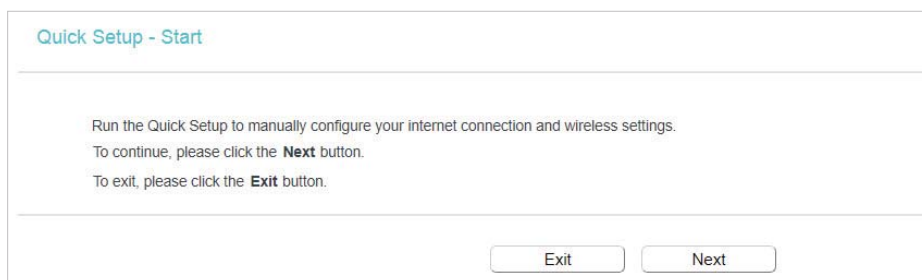 Quick Setup - Start
Run the Quick Setup to manually configure your internet connection and wireless settings.
To continue, please click the Next button.
To exit, please click the Exit button.
Exit Next